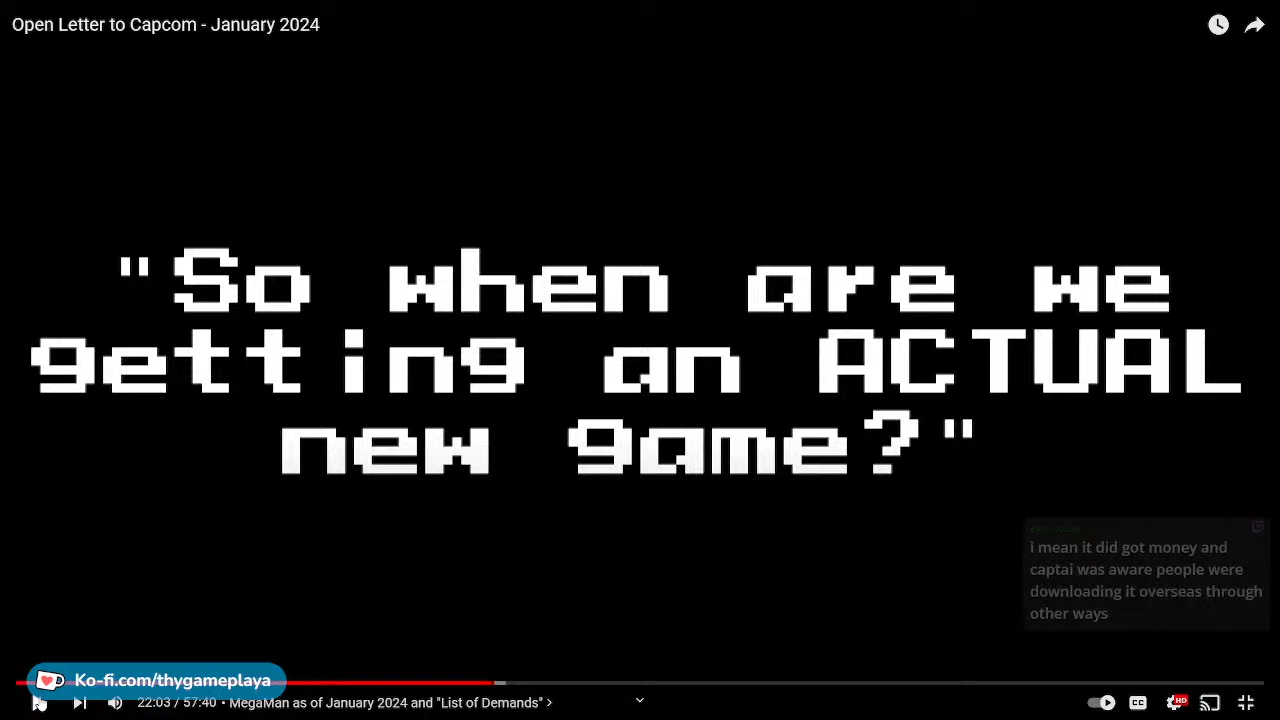 Open Letter to Capcom - January 2024
"So when are we
getting an ACTUAL
new game?"
i mean it did got money and
captai was aware people were
downloading it overseas through
other ways
Ko-fi.com/thygameplaya
22:03 / 57:40 • MegaMan as of January 2024 and "List of Demands" >
CC
HD